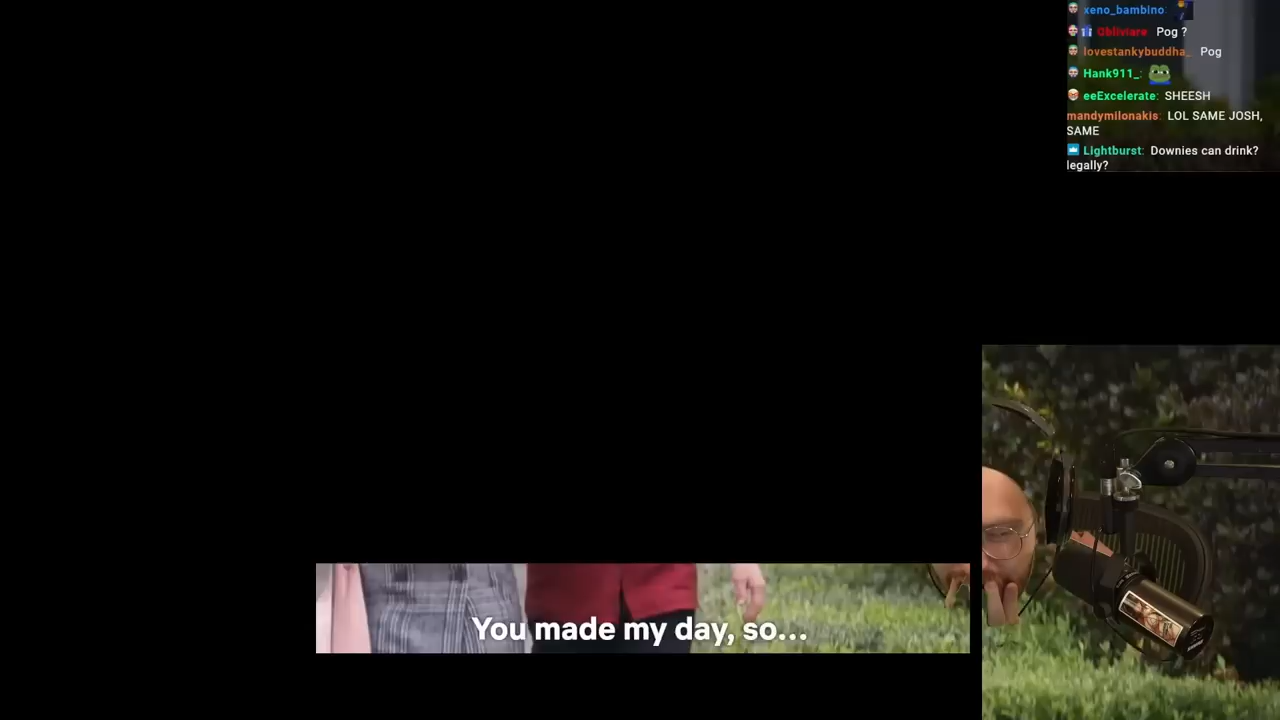 xeno_bambino:
Obliviare Pog ?
lovestankybuddha_ Pog
Hank911_:
eeExcelerate: SHEESH
mandymilonakis: LOL SAME JOSH,
SAME
Lightburst: Downies can drink?
legally?
You made my day, so...